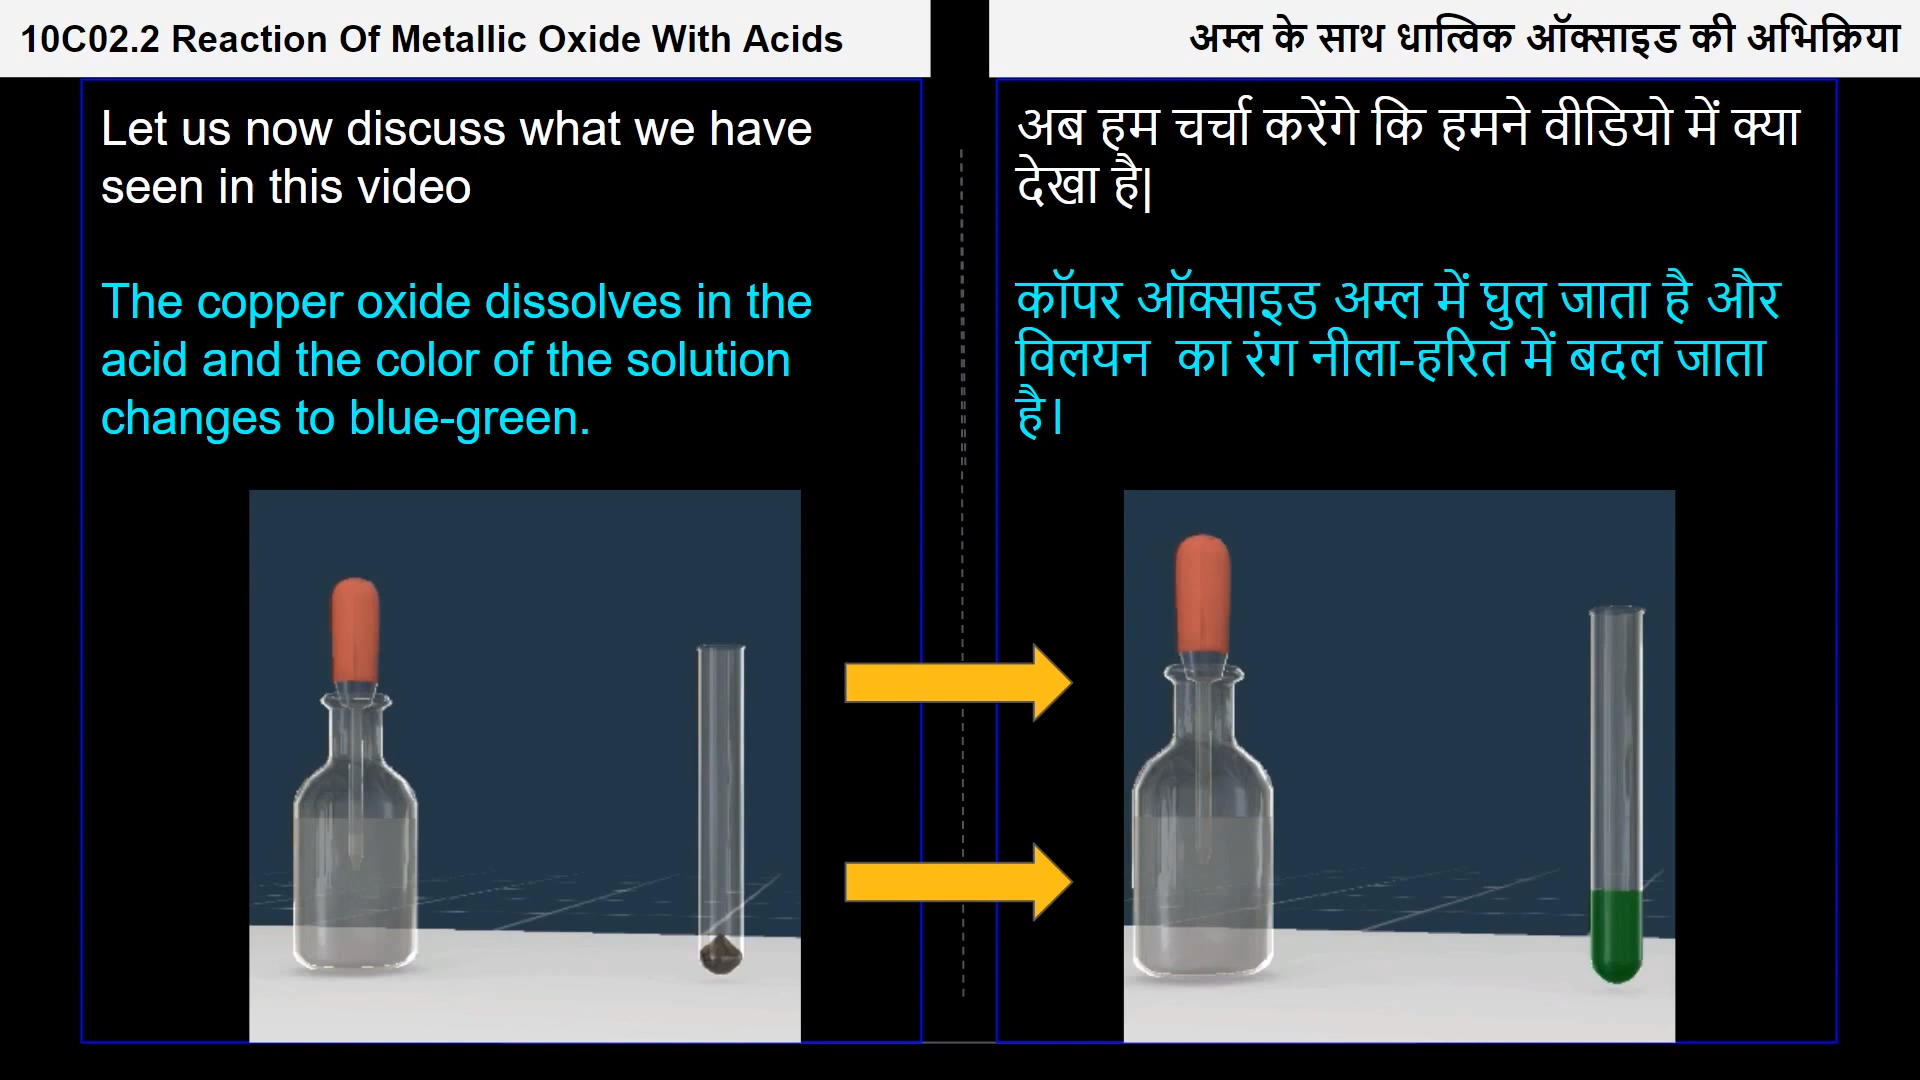 10C02.2 Reaction Of Metallic Oxide With Acids
अम्ल के साथ धात्विक ऑक्साइड की अभिक्रिया
Let us now discuss what we have
seen in this video
The copper oxide dissolves in the
acid and the color of the solution
changes to blue-green.
अब हम चर्चा करेंगे कि हमने वीडियो में क्या
देखा है|
कॉपर ऑक्साइड अम्ल में घुल जाता है और
विलयन का रंग नीला-हरित में बदल जाता
है।